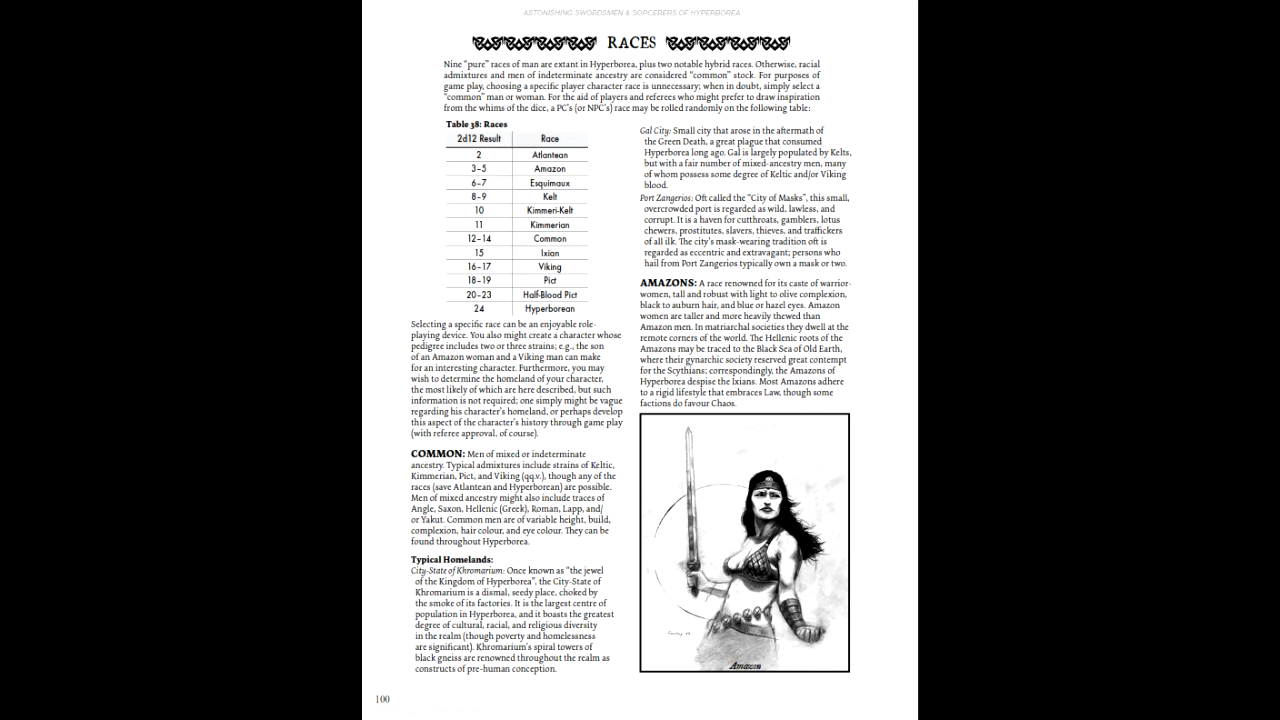 ASTONISHING SWORDSMEN & SORCERERS OF HYPERBOREA
RACES
Nine “pure” races of man are extant in Hyperborea, plus two notable hybrid races. Otherwise, racial
admixtures and men of indeterminate ancestry are considered “common” stock. For purposes of
game play, choosing a specific player character race is unnecessary; when in doubt, simply select a
“common” man or woman. For the aid of players and referees who might prefer to draw inspiration
from the whims of the dice, a PC’s (or NPC’s) race may be rolled randomly on the following table:
Table 38: Races
2d12 Result Race
2 Atlantean
3–5 Amazon
6–7 Esquimaux
8–9 Kelt
10 Kimmeri-Kelt
11 Kimmerian
12–14 Common
15 Ixian
16–17 Viking
18–19 Pict
20–23 Half-Blood Pict
24 Hyperborean
Selecting a specific race can be an enjoyable role-
playing device. You also might create a character whose
pedigree includes two or three strains; e.g., the son
of an Amazon woman and a Viking man can make
for an interesting character. Furthermore, you may
wish to determine the homeland of your character,
the most likely of which are here described, but such
information is not required; one simply might be vague
regarding his character’s homeland, or perhaps develop
this aspect of the character’s history through game play
(with referee approval, of course).
COMMON: Men of mixed or indeterminate
ancestry. Typical admixtures include strains of Keltic,
Kimmerian, Pict, and Viking (qq.v.), though any of the
races (save Atlantean and Hyperborean) are possible.
Men of mixed ancestry might also include traces of
Angle, Saxon, Hellenic (Greek), Roman, Lapp, and/
or Yakut. Common men are of variable height, build,
complexion, hair colour, and eye colour. They can be
found throughout Hyperborea.
Typical Homelands:
City-State of Khromarium: Once known as “the jewel
of the Kingdom of Hyperborea”, the City-State of
Khromarium is a dismal, seedy place, choked by
the smoke of its factories. It is the largest centre of
population in Hyperborea, and it boasts the greatest
degree of cultural, racial, and religious diversity
in the realm (though poverty and homelessness
are significant). Khromarium’s spiral towers of
black gneiss are renowned throughout the realm as
constructs of pre-human conception.
Gal City: Small city that arose in the aftermath of
the Green Death, a great plague that consumed
Hyperborea long ago. Gal is largely populated by Kelts,
but with a fair number of mixed-ancestry men, many
of whom possess some degree of Keltic and/or Viking
blood.
Port Zangerios: Oft called the “City of Masks”, this small,
overcrowded port is regarded as wild, lawless, and
corrupt. It is a haven for cutthroats, gamblers, lotus
chewers, prostitutes, slavers, thieves, and traffickers
of all ilk. The city’s mask-wearing tradition oft is
regarded as eccentric and extravagant; persons who
hail from Port Zangerios typically own a mask or two.
AMAZONS: A race renowned for its caste of warrior-
women, tall and robust with light to olive complexion,
black to auburn hair, and blue or hazel eyes. Amazon
women are taller and more heavily thewed than
Amazon men. In matriarchal societies they dwell at the
remote corners of the world. The Hellenic roots of the
Amazons may be traced to the Black Sea of Old Earth,
where their gynarchic society reserved great contempt
for the Scythians; correspondingly, the Amazons of
Hyperborea despise the Ixians. Most Amazons adhere
to a rigid lifestyle that embraces Law, though some
factions do favour Chaos.
Amazon
100